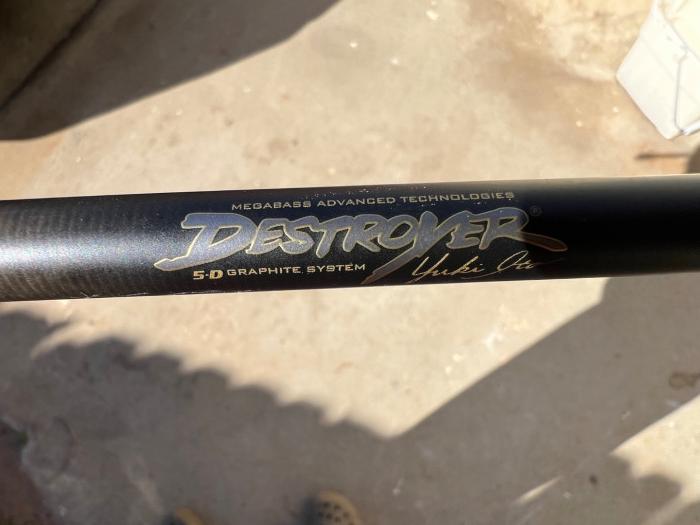 MEGABASS ADVANCED TECHNOLOGIES
DESTROYER®
5-D GRAPHITE SYSTEM
Yuki Ito